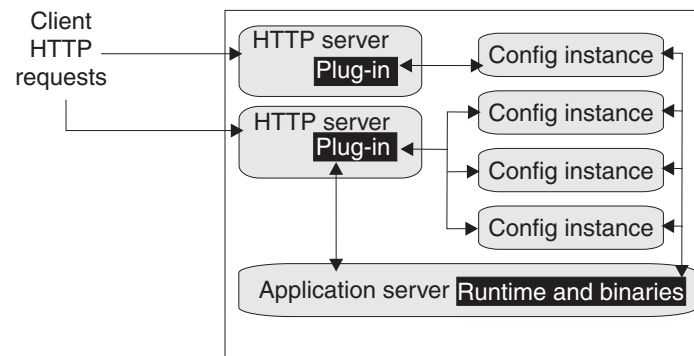 Client
HTTP
requests
HTTP server
Plug-in
Config instance
HTTP server
Plug-in
Config instance
Config instance
Config instance
Application server Runtime and binaries